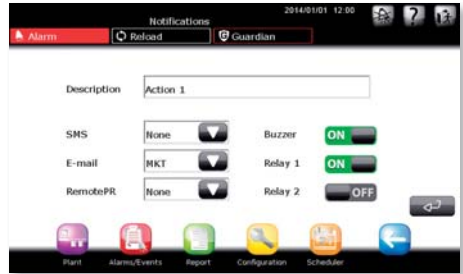 2014/01/01 12:00
Notifications
Alarm Reload Guardian
Description Action 1
SMS None Buzzer ON
E-mail MKT Relay 1 ON
RemotePR None Relay 2 OFF
Plant Alarms/Events Report Configuration Scheduler